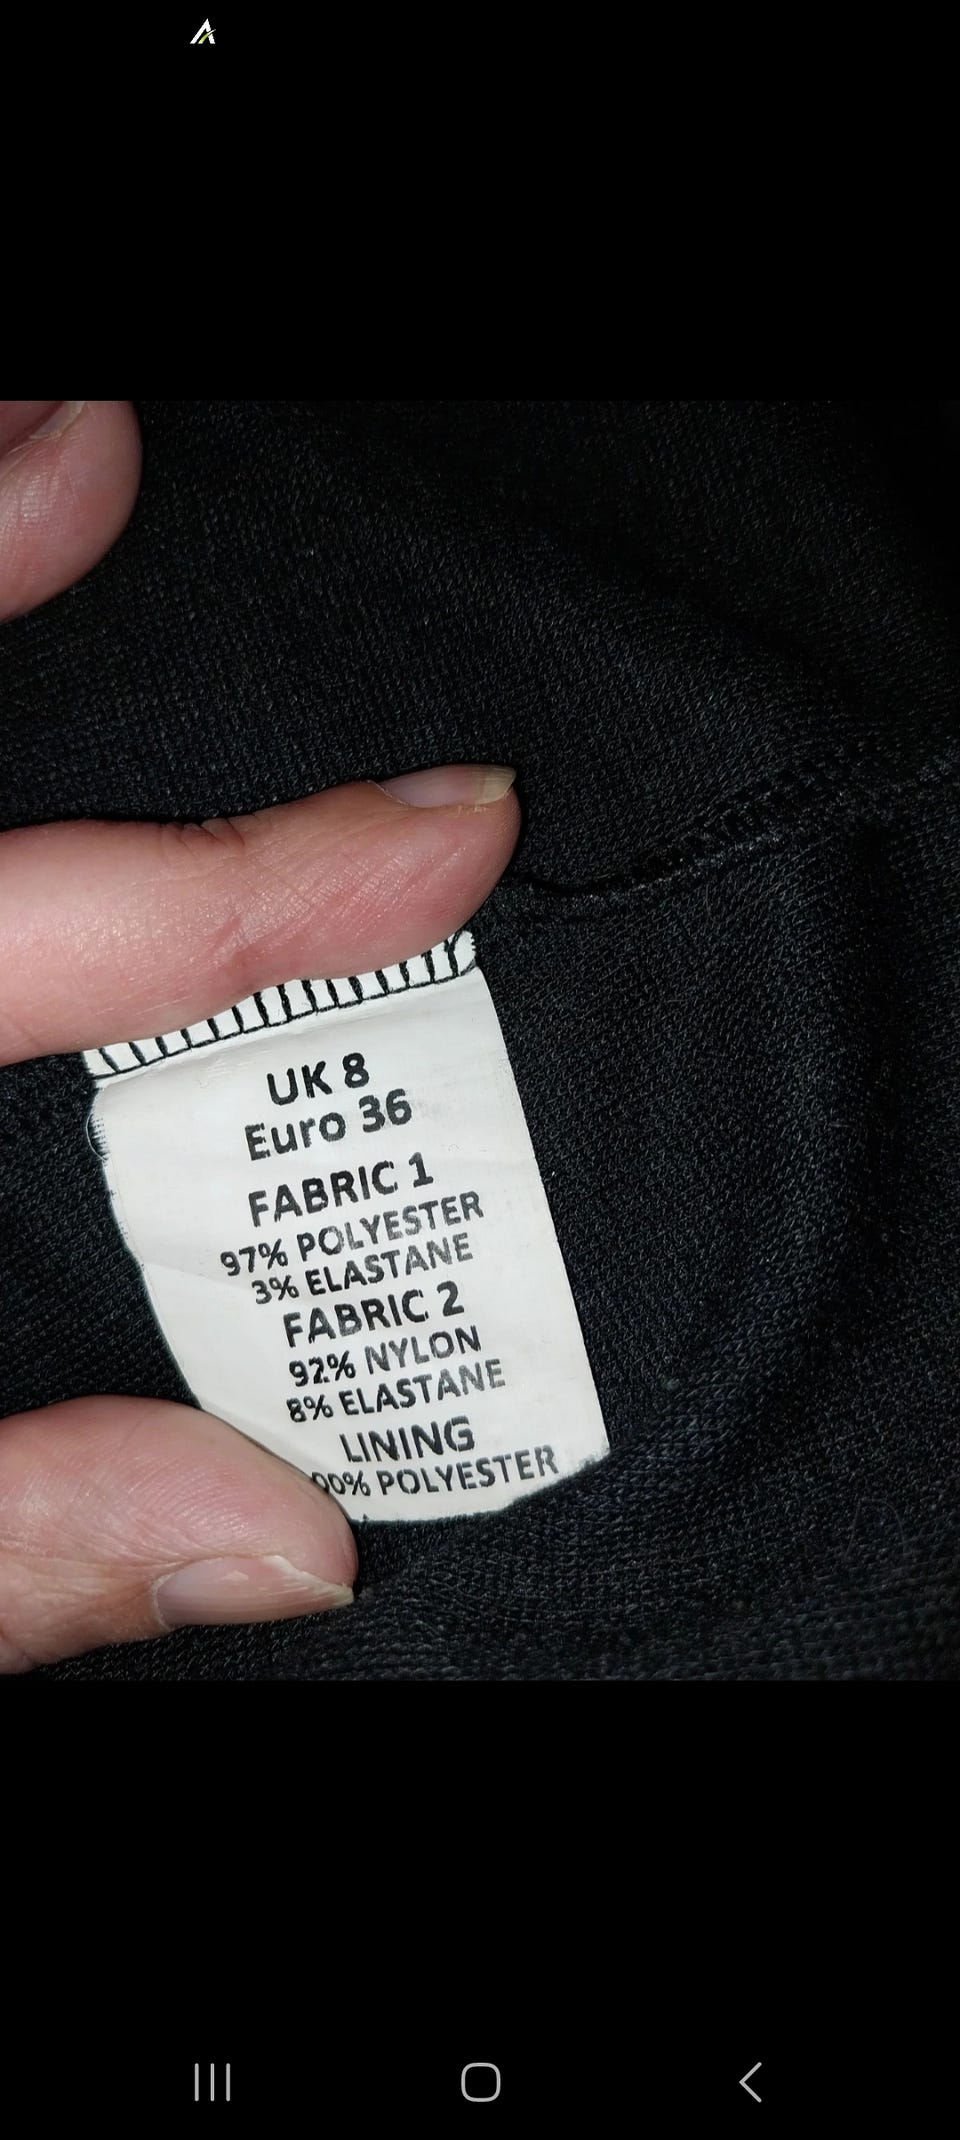 UK 8
Euro 36
FABRIC 1
97% POLYESTER
3% ELASTANE
FABRIC 2
92% NYLON
8% ELASTANE
LINING
00% POLYESTER